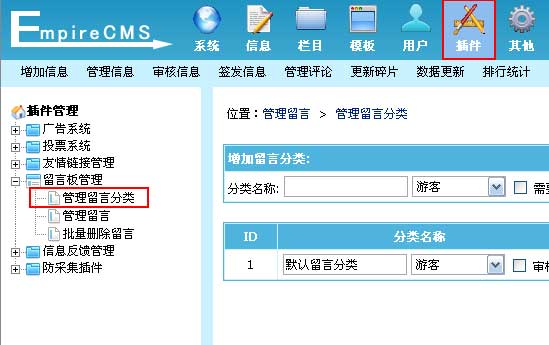 EmpireCMS
系统 信息 栏目 模板 用户 插件 其他
增加信息 管理信息 审核信息 签发信息 管理评论 更新碎片 数据更新 排行统计
插件管理
广告系统
投票系统
友情链接管理
留言板管理
管理留言分类
管理留言
批量删除留言
信息反馈管理
防采集插件
位置：管理留言 > 管理留言分类
增加留言分类:
分类名称: 游客 需要
ID 分类名称
1 默认留言分类 游客 审核